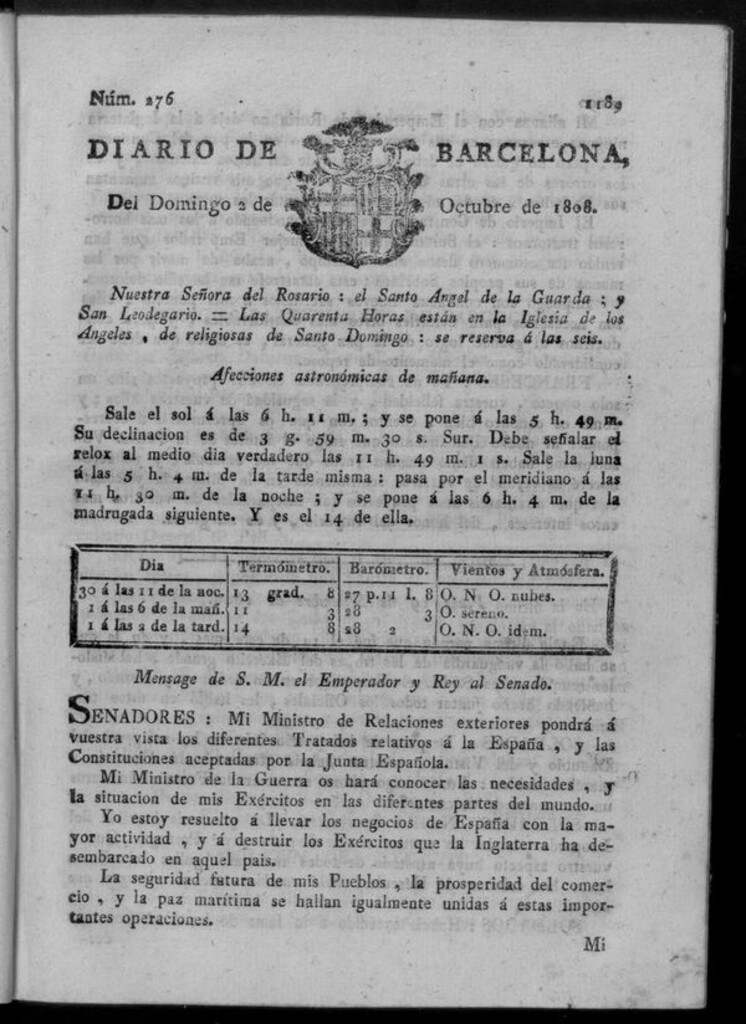 Núm. 276 1189
DIARIO DE BARCELONA,
Del Domingo 2 de Octubre de 1808.
Nuestra Señora del Rosario : el Santo Angel de la Guarda ; y
San Leodegario. = Las Quarenta Horas están en la Iglesia de los
Angeles , de religiosas de Santo Domingo : se reserva á las seis.
Afecciones astronómicas de mañana.
Sale el sol á las 6 h. 11 m. ; y se pone á las 5 h. 49 m.
Su declinacion es de 3 g. 59 m. 30 s. Sur. Debe señalar el
relox al medio dia verdadero las 11 h. 49 m. 1 s. Sale la luna
á las 5 h. 4 m. de la tarde misma : pasa por el meridiano á las
11 h. 30 m. de la noche ; y se pone á las 6 h. 4 m. de la
madrugada siguiente. Y es el 14 de ella.
Dia Termómetro. Barómetro. Vientos y Atmósfera.
30 á las 11 de la noc. 13 grad. 8 27 p. 11 l. 8 O. N O. nubes.
1 á las 6 de la mañ. 11 3 28 3 O. sereno.
1 á las 2 de la tard. 14 8 28 2 O. N. O. idem.
Mensage de S. M. el Emperador y Rey al Senado.
SENADORES : Mi Ministro de Relaciones exteriores pondrá á
vuestra vista los diferentes Tratados relativos á la España , y las
Constituciones aceptadas por la Junta Española.
Mi Ministro de la Guerra os hará conocer las necesidades , y
la situacion de mis Exércitos en las diferentes partes del mundo.
Yo estoy resuelto á llevar los negocios de España con la ma-
yor actividad , y á destruir los Exércitos que la Inglaterra ha de-
sembarcado en aquel pais.
La seguridad futura de mis Pueblos , la prosperidad del comer-
cio , y la paz marítima se hallan igualmente unidas á estas impor-
tantes operaciones.
Mi